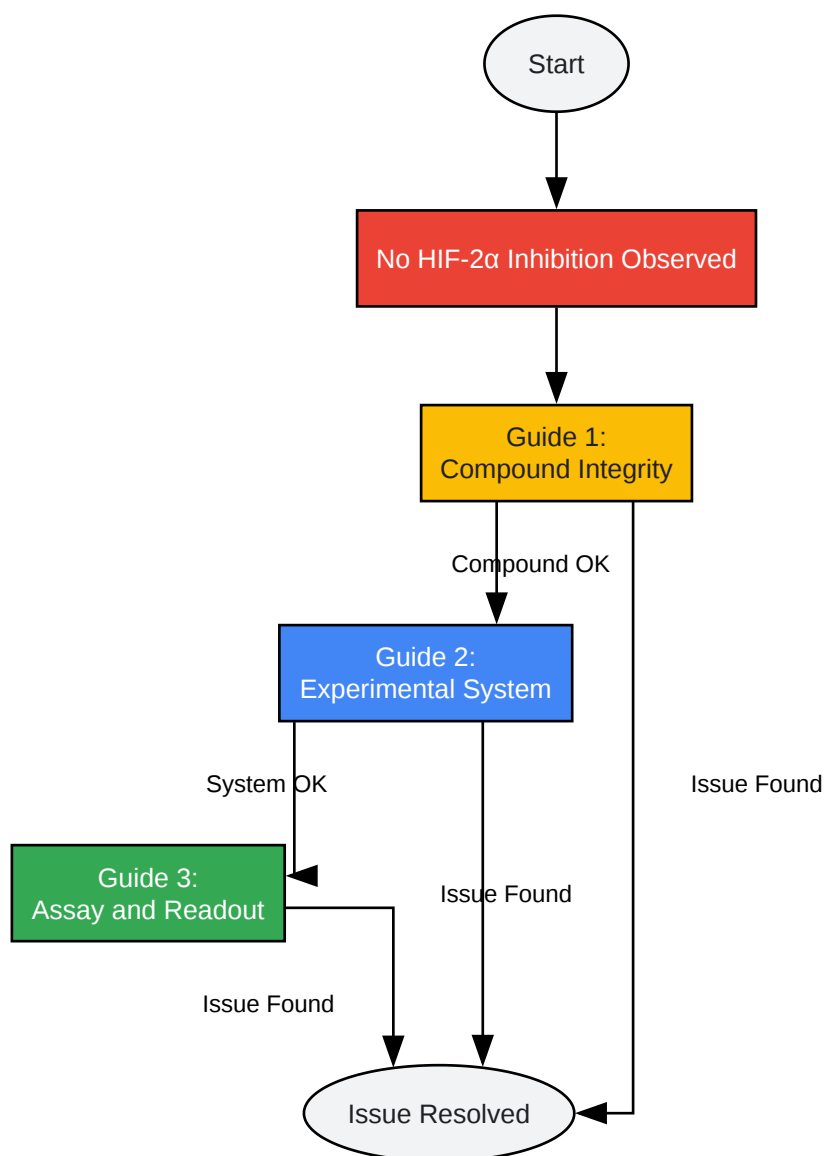 Start
No HIF-2α Inhibition Observed
Guide 1:
Compound Integrity
Compound OK
Guide 2:
Experimental System
System OK
Issue Found
Guide 3:
Assay and Readout
Issue Found
Issue Found
Issue Resolved